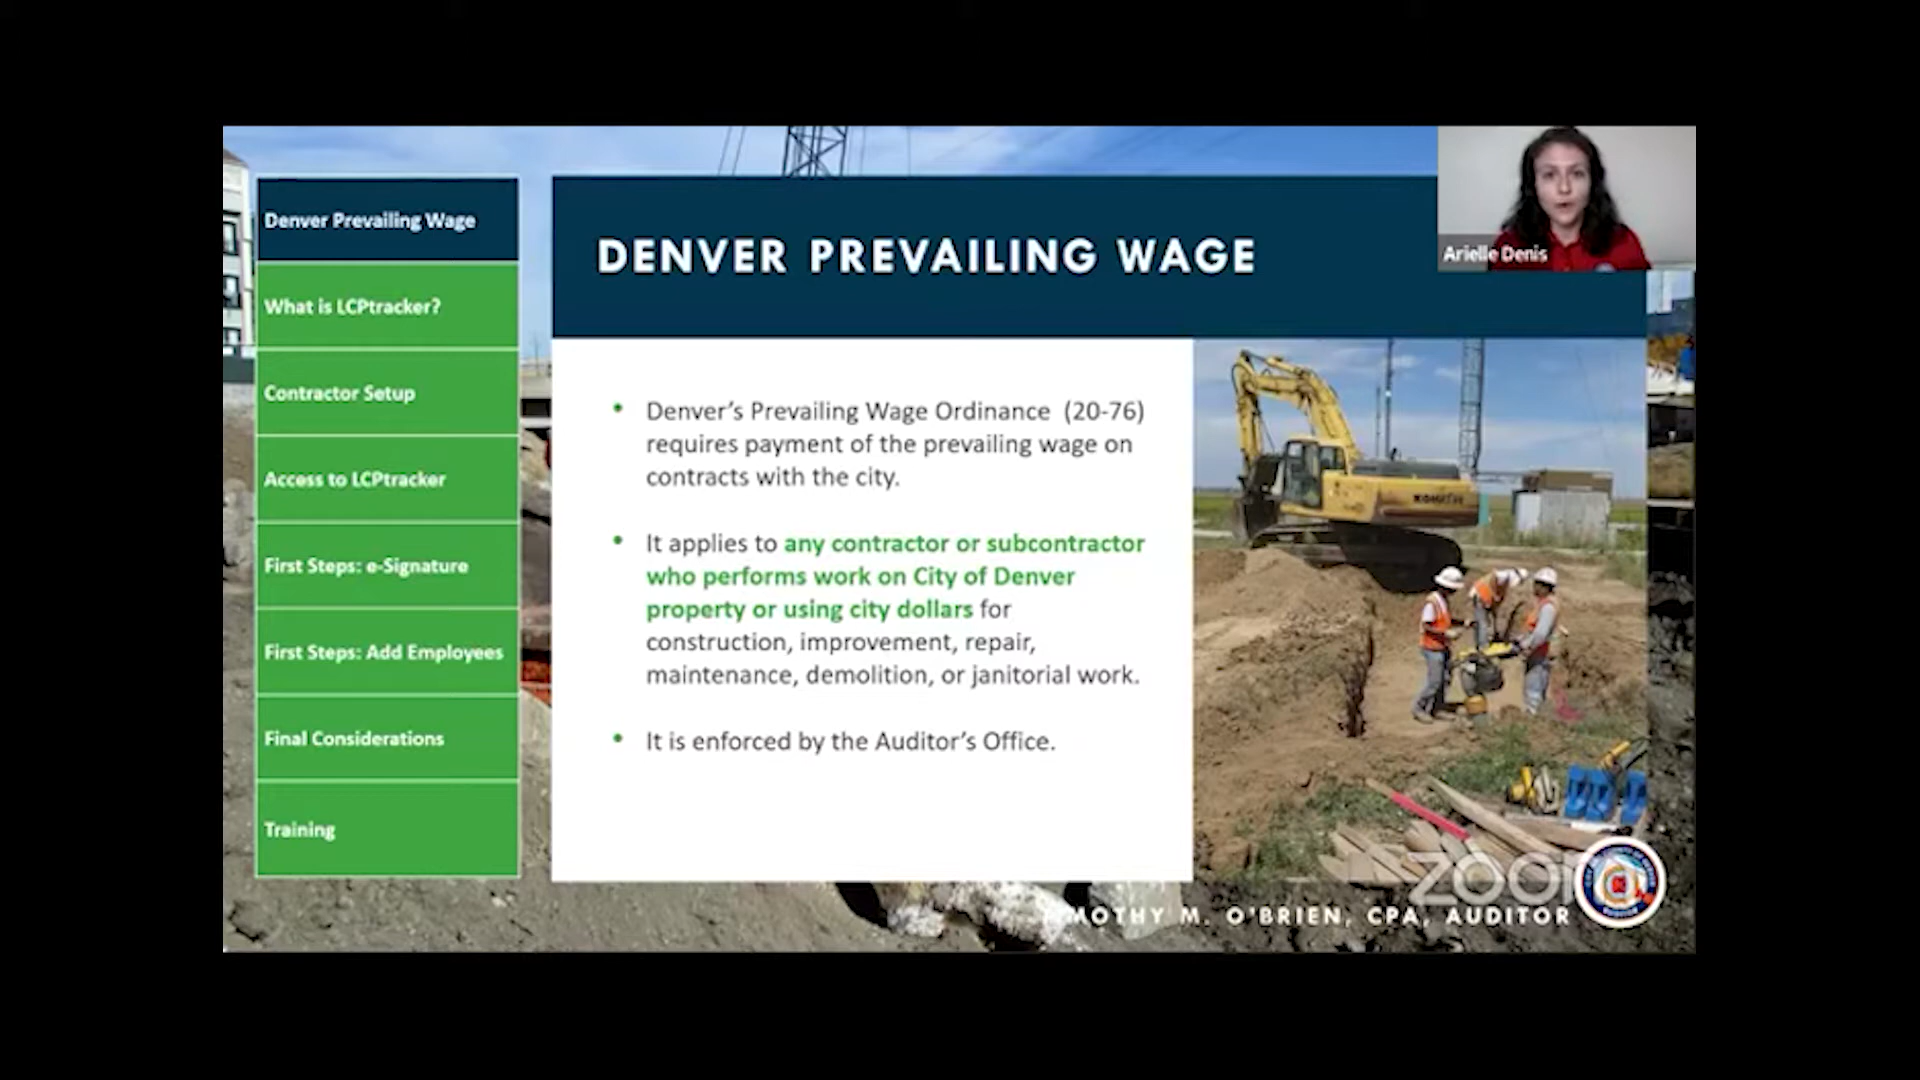 Denver Prevailing Wage
What is LCPtracker?
Contractor Setup
Access to LCPtracker
First Steps: e-Signature
First Steps: Add Employees
Final Considerations
Training
DENVER PREVAILING WAGE
Arielle Denis
• Denver’s Prevailing Wage Ordinance (20-76)
requires payment of the prevailing wage on
contracts with the city.
• It applies to any contractor or subcontractor
who performs work on City of Denver
property or using city dollars for
construction, improvement, repair,
maintenance, demolition, or janitorial work.
• It is enforced by the Auditor’s Office.
KOMATSU
zoom
MOTHY M. O'BRIEN, CPA, AUDITOR